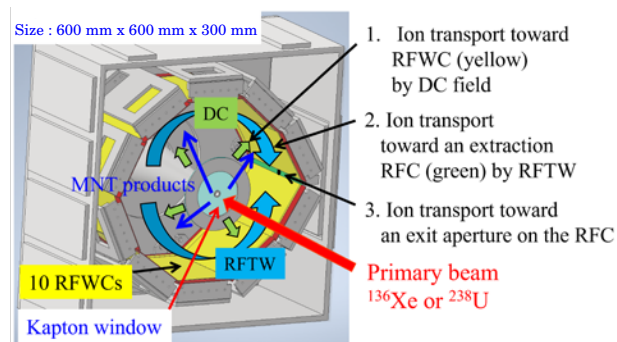 Size : 600 mm x 600 mm x 300 mm
1. Ion transport toward
RFWC (yellow)
by DC field
DC
2. Ion transport
toward an extraction
RFC (green) by RFTW
MNT products
3. Ion transport toward
an exit aperture on the RFC
RFTW
10 RFWCs
Primary beam
¹³⁶Xe or ²³⁸U
Kapton window